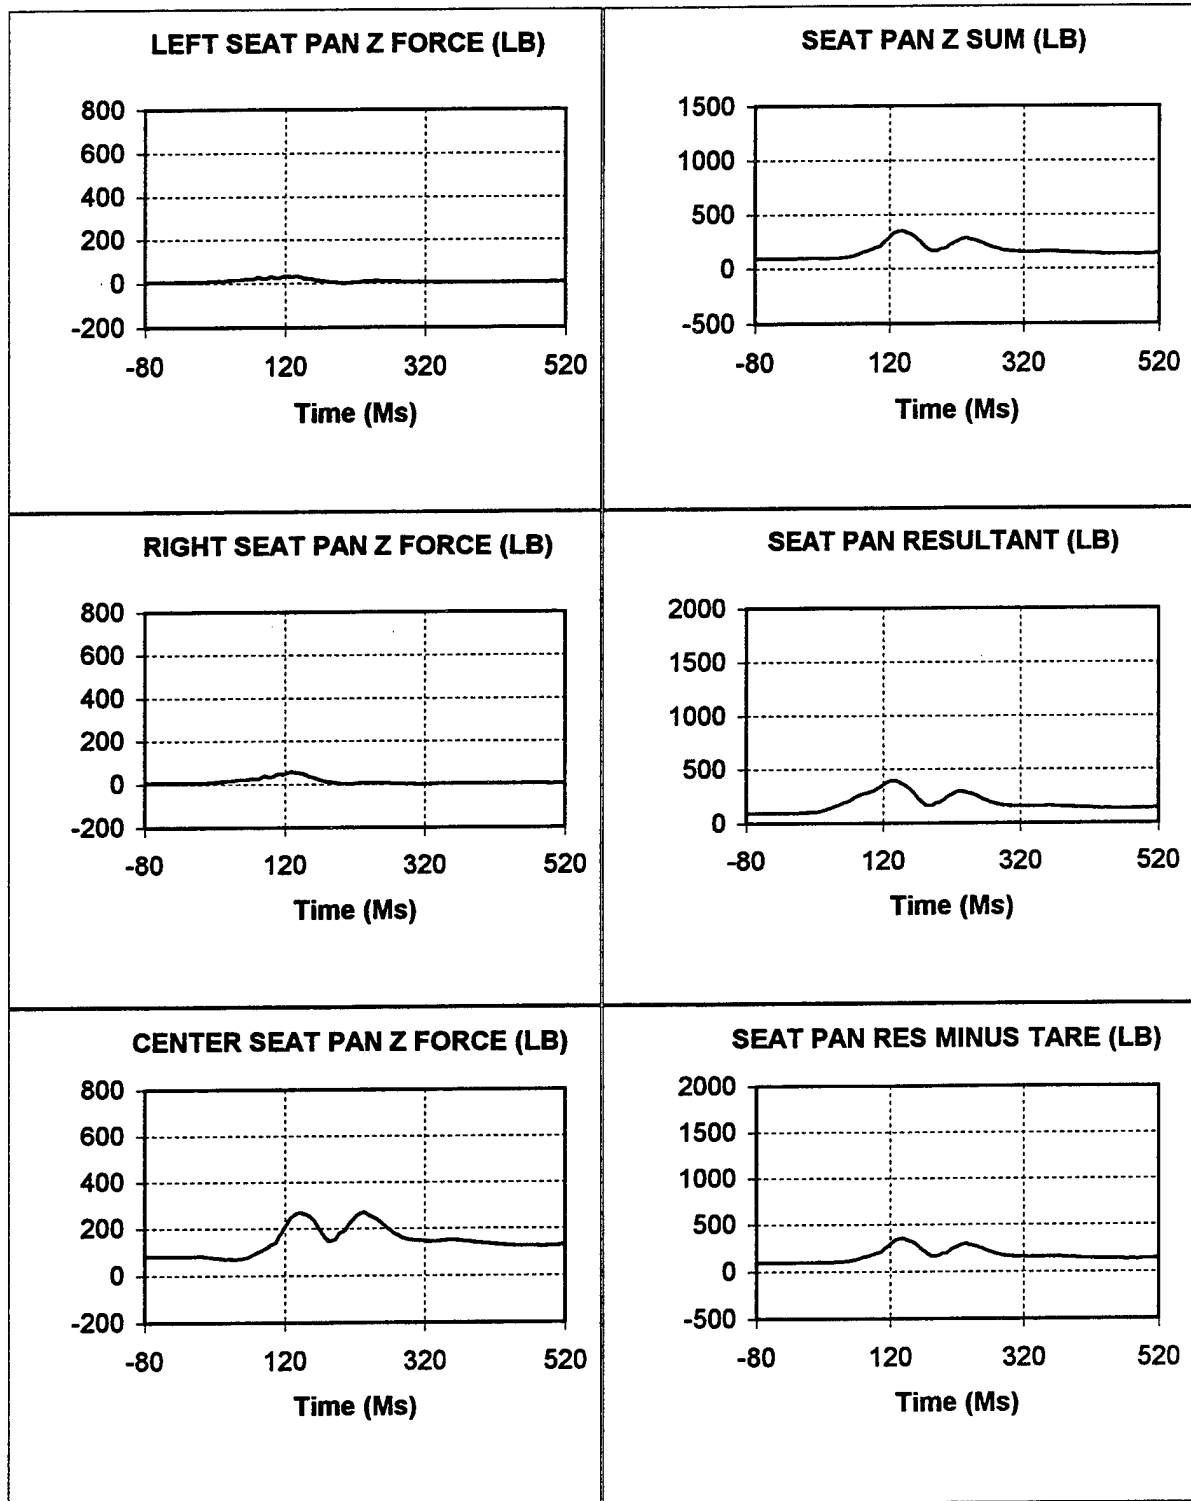 LEFT SEAT PAN Z FORCE (LB)
800
600
400
200
0
-200
-80 120 320 520
Time (Ms)
SEAT PAN Z SUM (LB)
1500
1000
500
0
-500
-80 120 320 520
Time (Ms)
RIGHT SEAT PAN Z FORCE (LB)
800
600
400
200
0
-200
-80 120 320 520
Time (Ms)
SEAT PAN RESULTANT (LB)
2000
1500
1000
500
0
-80 120 320 520
Time (Ms)
CENTER SEAT PAN Z FORCE (LB)
800
600
400
200
0
-200
-80 120 320 520
Time (Ms)
SEAT PAN RES MINUS TARE (LB)
2000
1500
1000
500
0
-500
-80 120 320 520
Time (Ms)